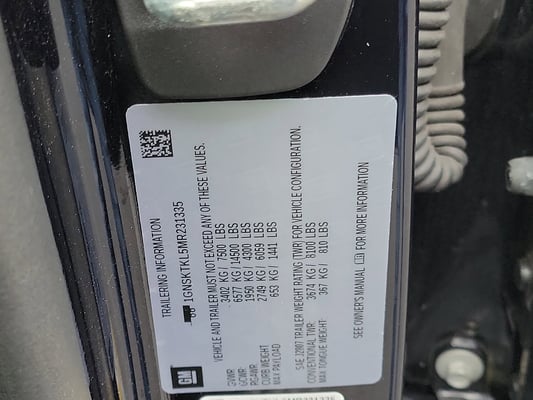 TRAILERING INFORMATION
1GNSKTKL5MR231335
VEHICLE AND TRAILER MUST NOT EXCEED ANY OF THESE VALUES.
GVWR 3402 KG/ 7500 LBS
GCWR 6577 KG/ 14500 LBS
RGAWR 1950 KG/ 4300 LBS
CURB WEIGHT 2749 KG/ 6059 LBS
MAX PAYLOAD 653 KG/ 1441 LBS
SAE J2807 TRAILER WEIGHT RATING (TWR) FOR VEHICLE CONFIGURATION.
CONVENTIONAL TWR: 3674 KG/ 8100 LBS
MAX TONGUE WEIGHT: 367 KG/ 810 LBS
SEE OWNER'S MANUAL FOR MORE INFORMATION
GM